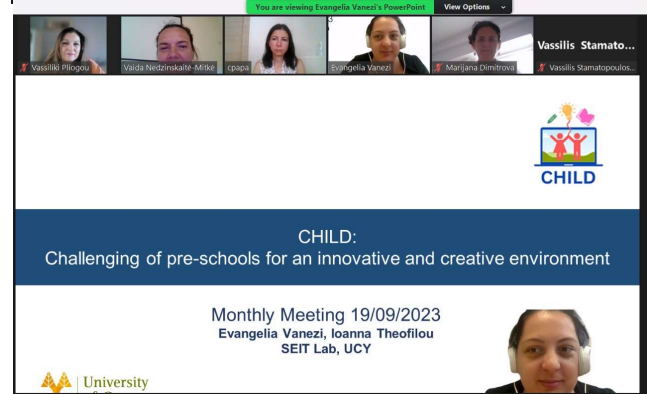 You are viewing Evangelia Vanezi's PowerPoint
View Options
Vassiliki Pliogou
Vaida Nedzinskaitė-Mitkė
cpapa
Evangelia Vanezi
Marijana Dimitrova
Vassilis Stamato...
Vassilis Stamatopoulos...
CHILD
CHILD:
Challenging of pre-schools for an innovative and creative environment
Monthly Meeting 19/09/2023
Evangelia Vanezi, Ioanna Theofilou
SEIT Lab, UCY
University